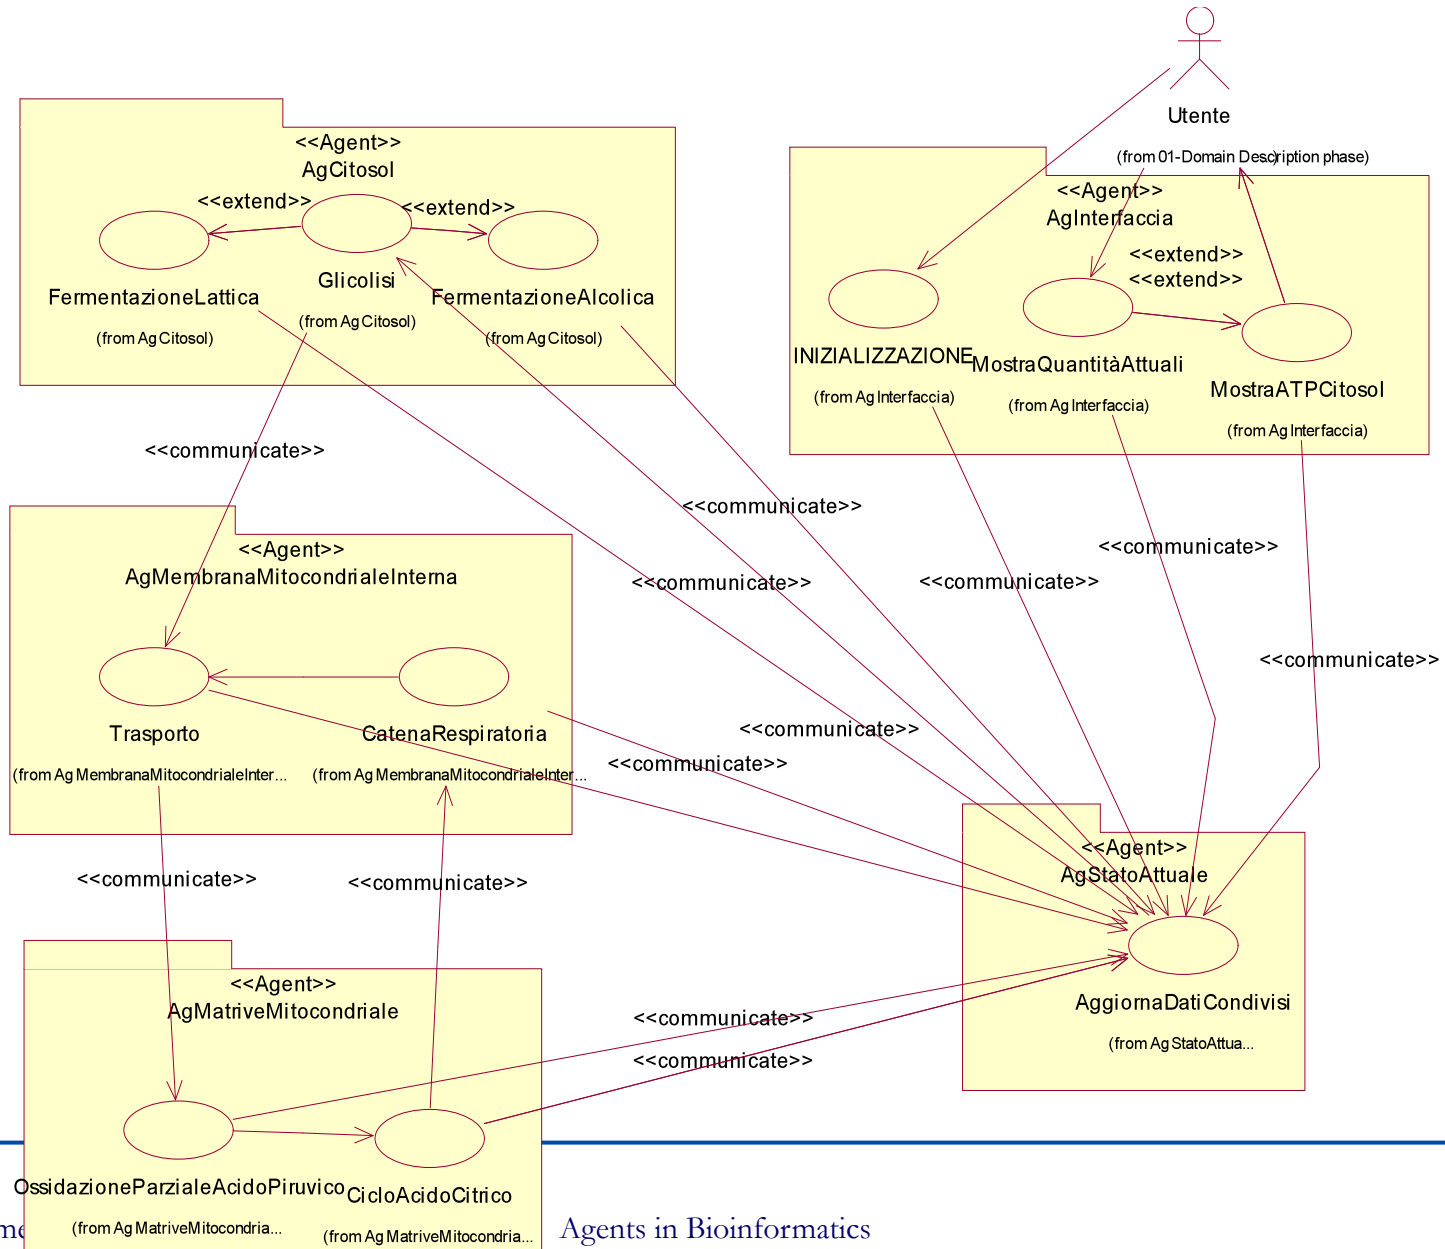 Utente
(from 01-Domain Description phase)
<<Agent>>
AgCitosol
<<extend>>
<<extend>>
FermentazioneLattica
(from AgCitosol)
Glicolisi
(from AgCitosol)
FermentazioneAlcolica
(from AgCitosol)
<<Agent>>
AgInterfaccia
<<extend>>
<<extend>>
INIZIALIZZAZIONE
(from AgInterfaccia)
MostraQuantitàAttuali
(from AgInterfaccia)
MostraATPCitosol
(from AgInterfaccia)
<<communicate>>
<<communicate>>
<<communicate>>
<<communicate>>
<<communicate>>
<<communicate>>
<<Agent>>
AgMembranaMitocondrialeInterna
Trasporto
(from AgMembranaMitocondrialeInter...
CatenaRespiratoria
(from AgMembranaMitocondrialeInter...
<<communicate>>
<<communicate>>
<<communicate>>
<<communicate>>
<<Agent>>
AgStatoAttuale
AggiornaDatiCondivisi
(from AgStatoAttua...
<<Agent>>
AgMatriveMitocondriale
<<communicate>>
<<communicate>>
OssidazioneParzialeAcidoPiruvico
(from AgMatriveMitocondria...
CicloAcidoCitrico
(from AgMatriveMitocondria...
Agents in Bioinformatics